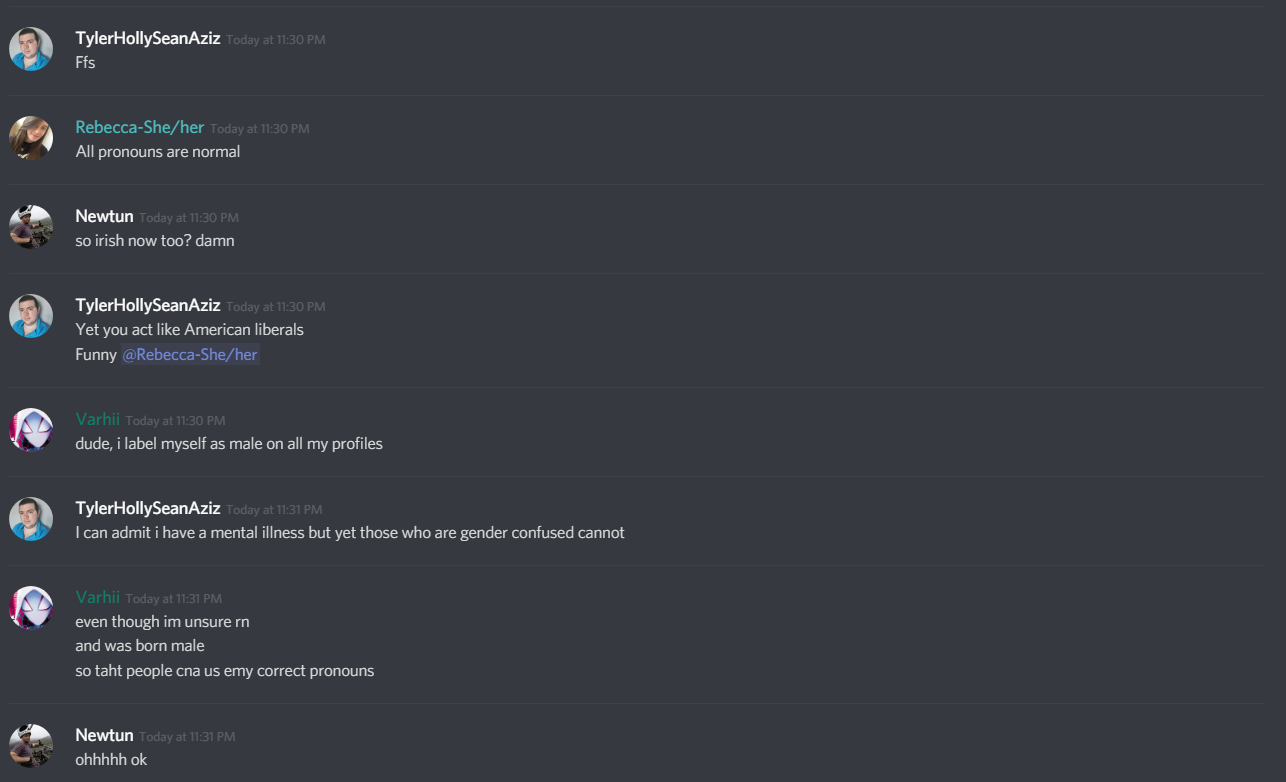 TylerHollySeanAziz Today at 11:30 PM
Ffs
Rebecca-She/her Today at 11:30 PM
All pronouns are normal
Newtun Today at 11:30 PM
so irish now too? damn
TylerHollySeanAziz Today at 11:30 PM
Yet you act like American liberals
Funny @Rebecca-She/her
Varhii Today at 11:30 PM
dude, i label myself as male on all my profiles
TylerHollySeanAziz Today at 11:31 PM
I can admit i have a mental illness but yet those who are gender confused cannot
Varhii Today at 11:31 PM
even though im unsure rn
and was born male
so taht people cna us emy correct pronouns
Newtun Today at 11:31 PM
ohhhhh ok